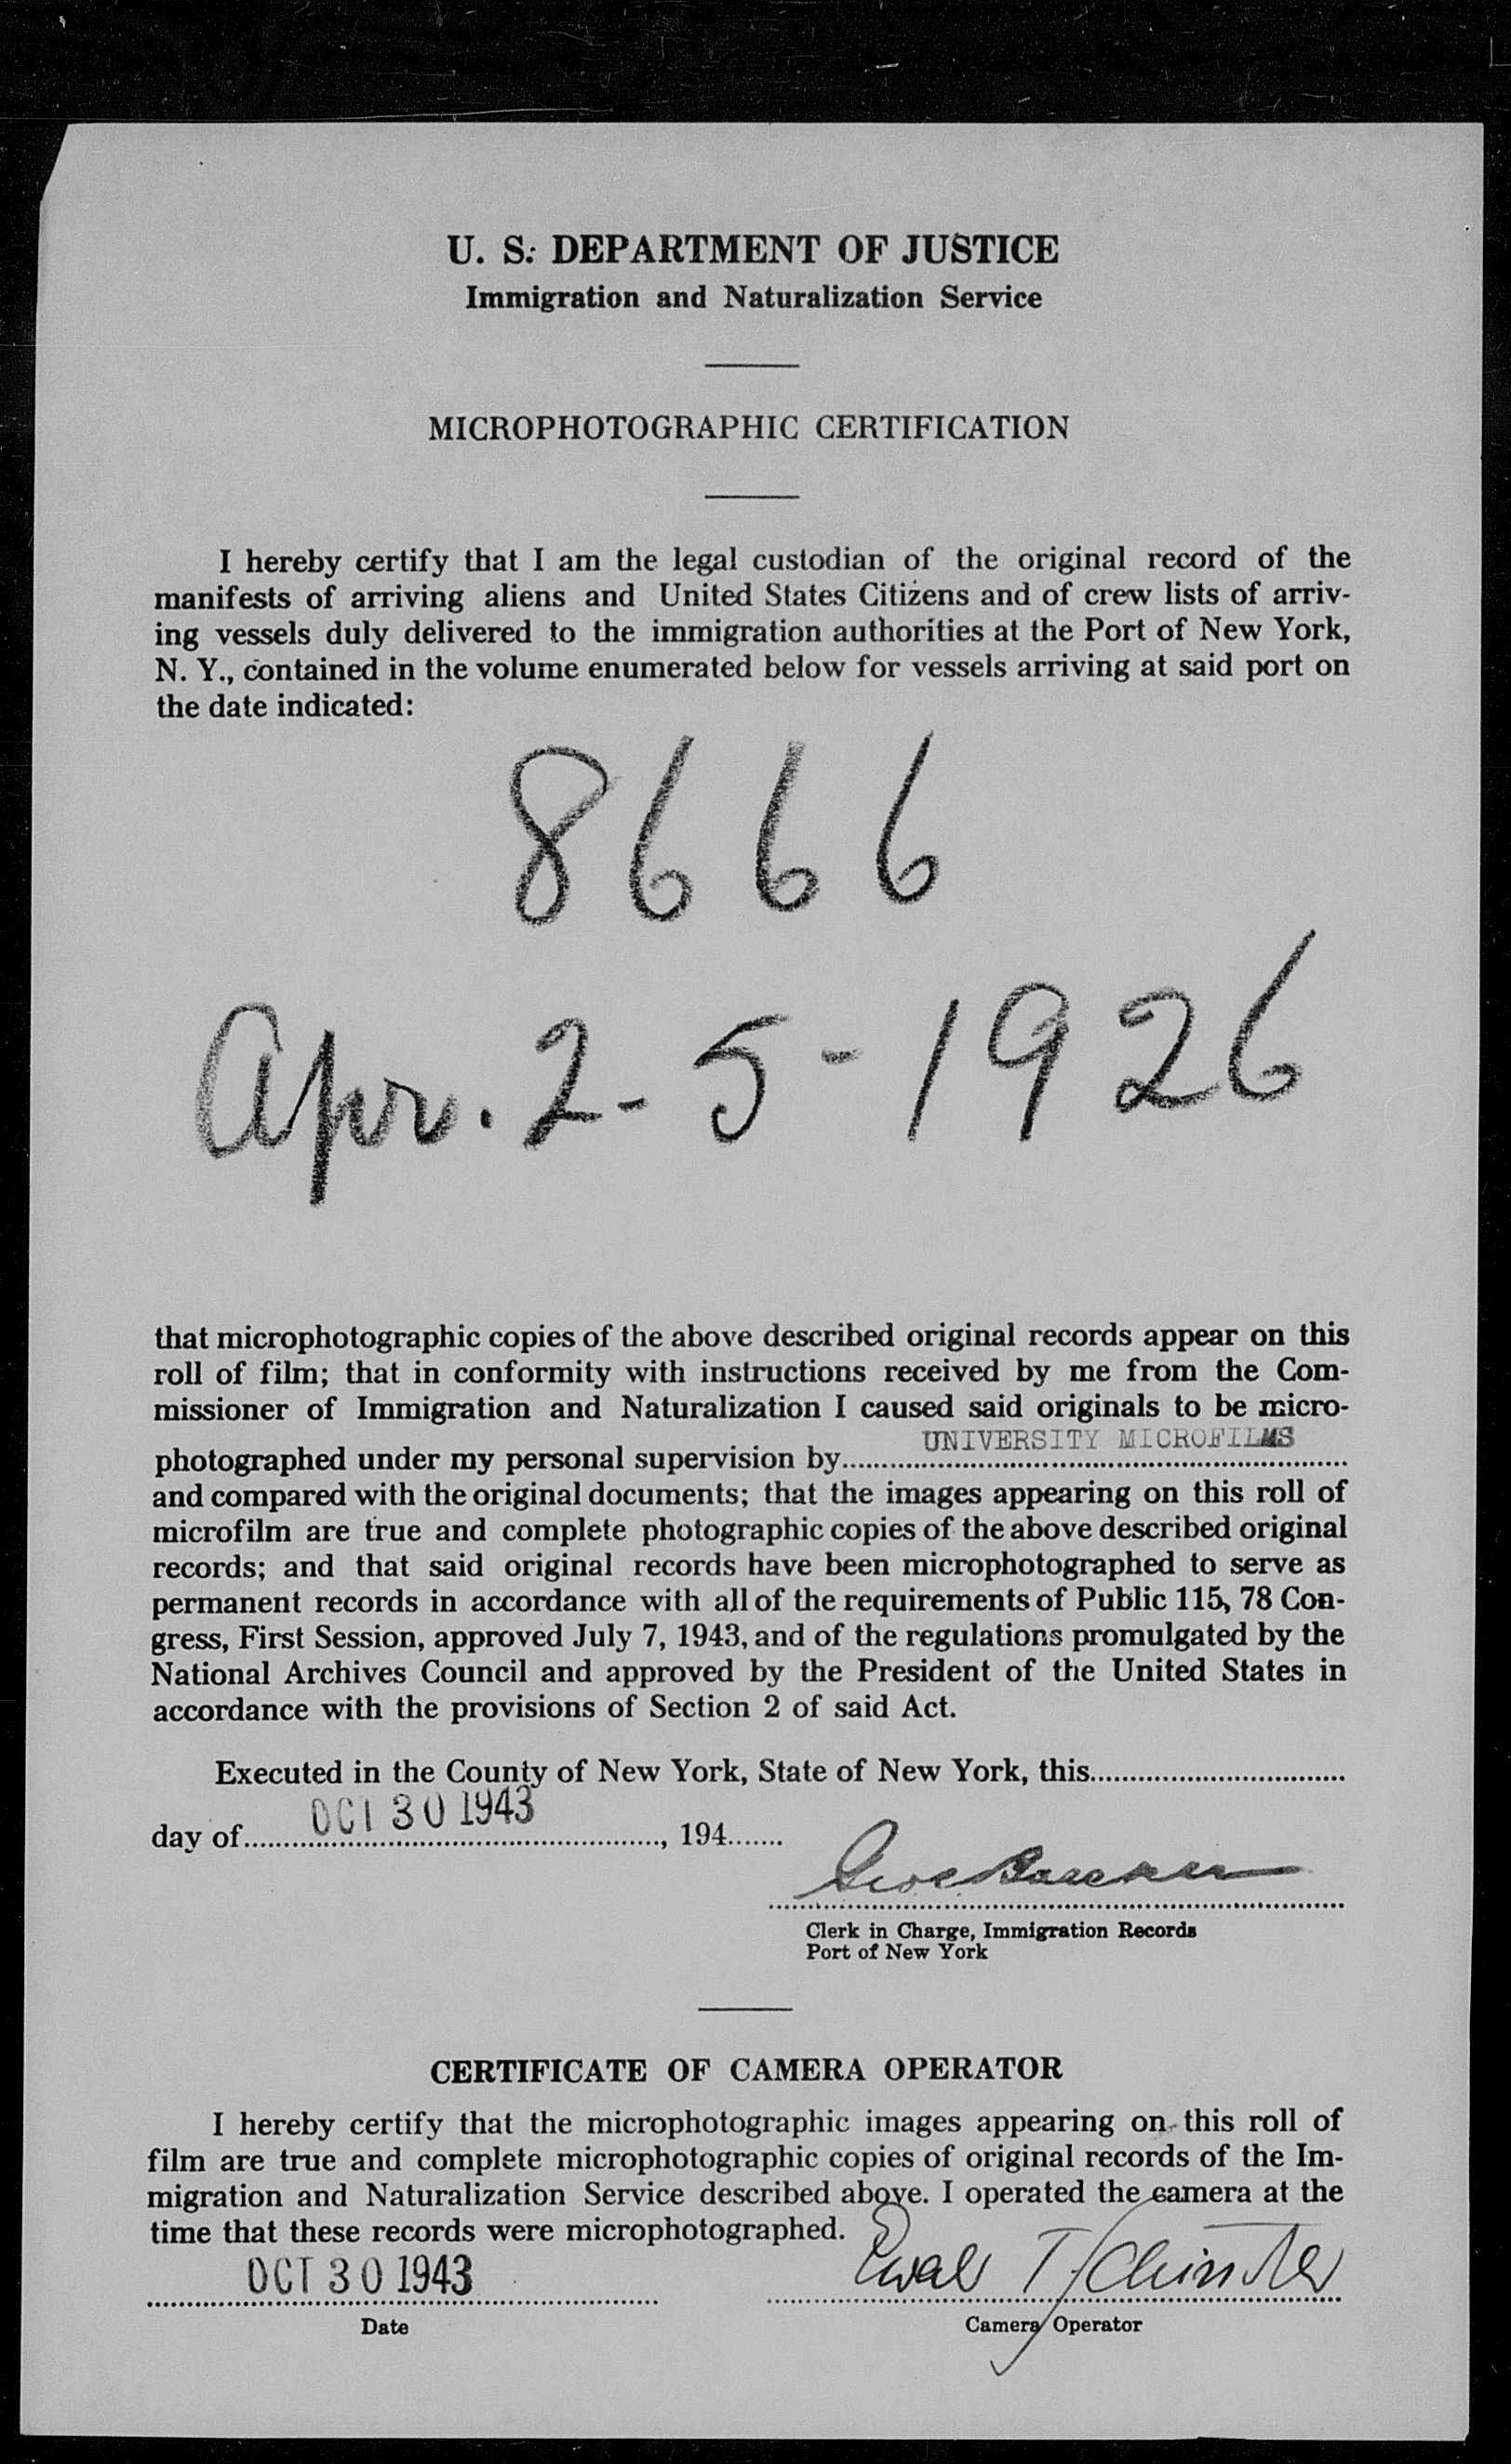 U. S. DEPARTMENT OF JUSTICE
Immigration and Naturalization Service
MICROPHOTOGRAPHIC CERTIFICATION
I hereby certify that I am the legal custodian of the original record of the
manifests of arriving aliens and United States Citizens and of crew lists of arriv-
ing vessels duly delivered to the immigration authorities at the Port of New York,
N. Y., contained in the volume enumerated below for vessels arriving at said port on
the date indicated:
8666
Apr. 2-5-1926
that microphotographic copies of the above described original records appear on this
roll of film; that in conformity with instructions received by me from the Com-
missioner of Immigration and Naturalization I caused said originals to be micro-
photographed under my personal supervision by UNIVERSITY MICROFILMS
and compared with the original documents; that the images appearing on this roll of
microfilm are true and complete photographic copies of the above described original
records; and that said original records have been microphotographed to serve as
permanent records in accordance with all of the requirements of Public 115, 78 Con-
gress, First Session, approved July 7, 1943, and of the regulations promulgated by the
National Archives Council and approved by the President of the United States in
accordance with the provisions of Section 2 of said Act.
Executed in the County of New York, State of New York, this
day of OCT 30 1943, 194
Clerk in Charge, Immigration Records
Port of New York
CERTIFICATE OF CAMERA OPERATOR
I hereby certify that the microphotographic images appearing on this roll of
film are true and complete microphotographic copies of original records of the Im-
migration and Naturalization Service described above. I operated the camera at the
time that these records were microphotographed.
OCT 30 1943
Date
Camera Operator